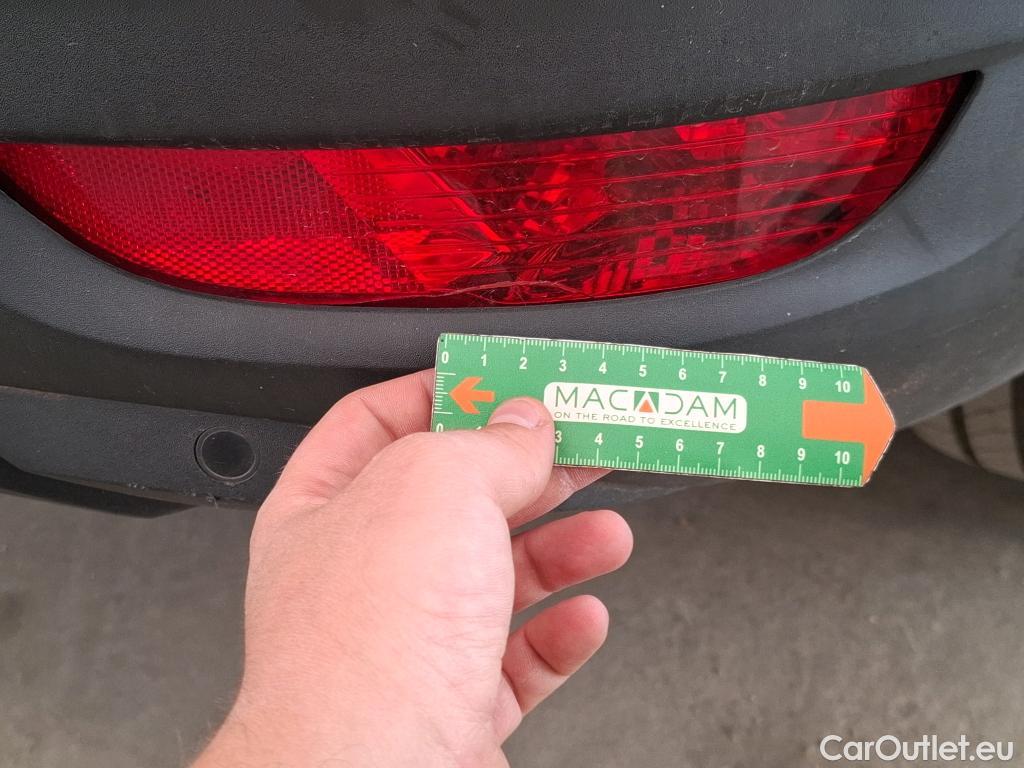 0 1 2 3 4 5 6 7 8 9 10
MACADAM
ON THE ROAD TO EXCELLENCE
0 3 4 5 6 7 8 9 10
CarOutlet.eu